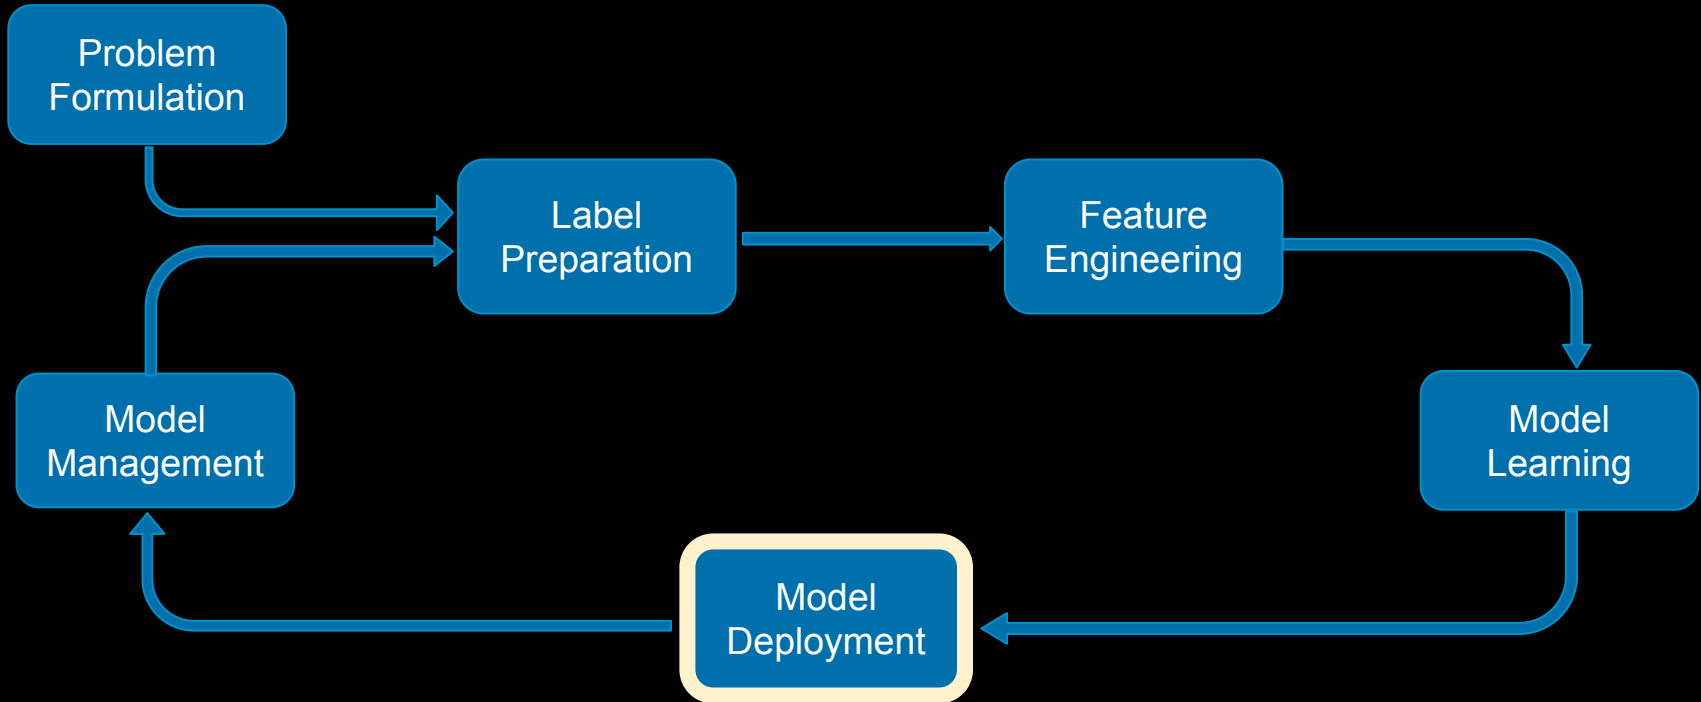 Problem
Formulation
Label
Preparation
Feature
Engineering
Model
Learning
Model
Deployment
Model
Management